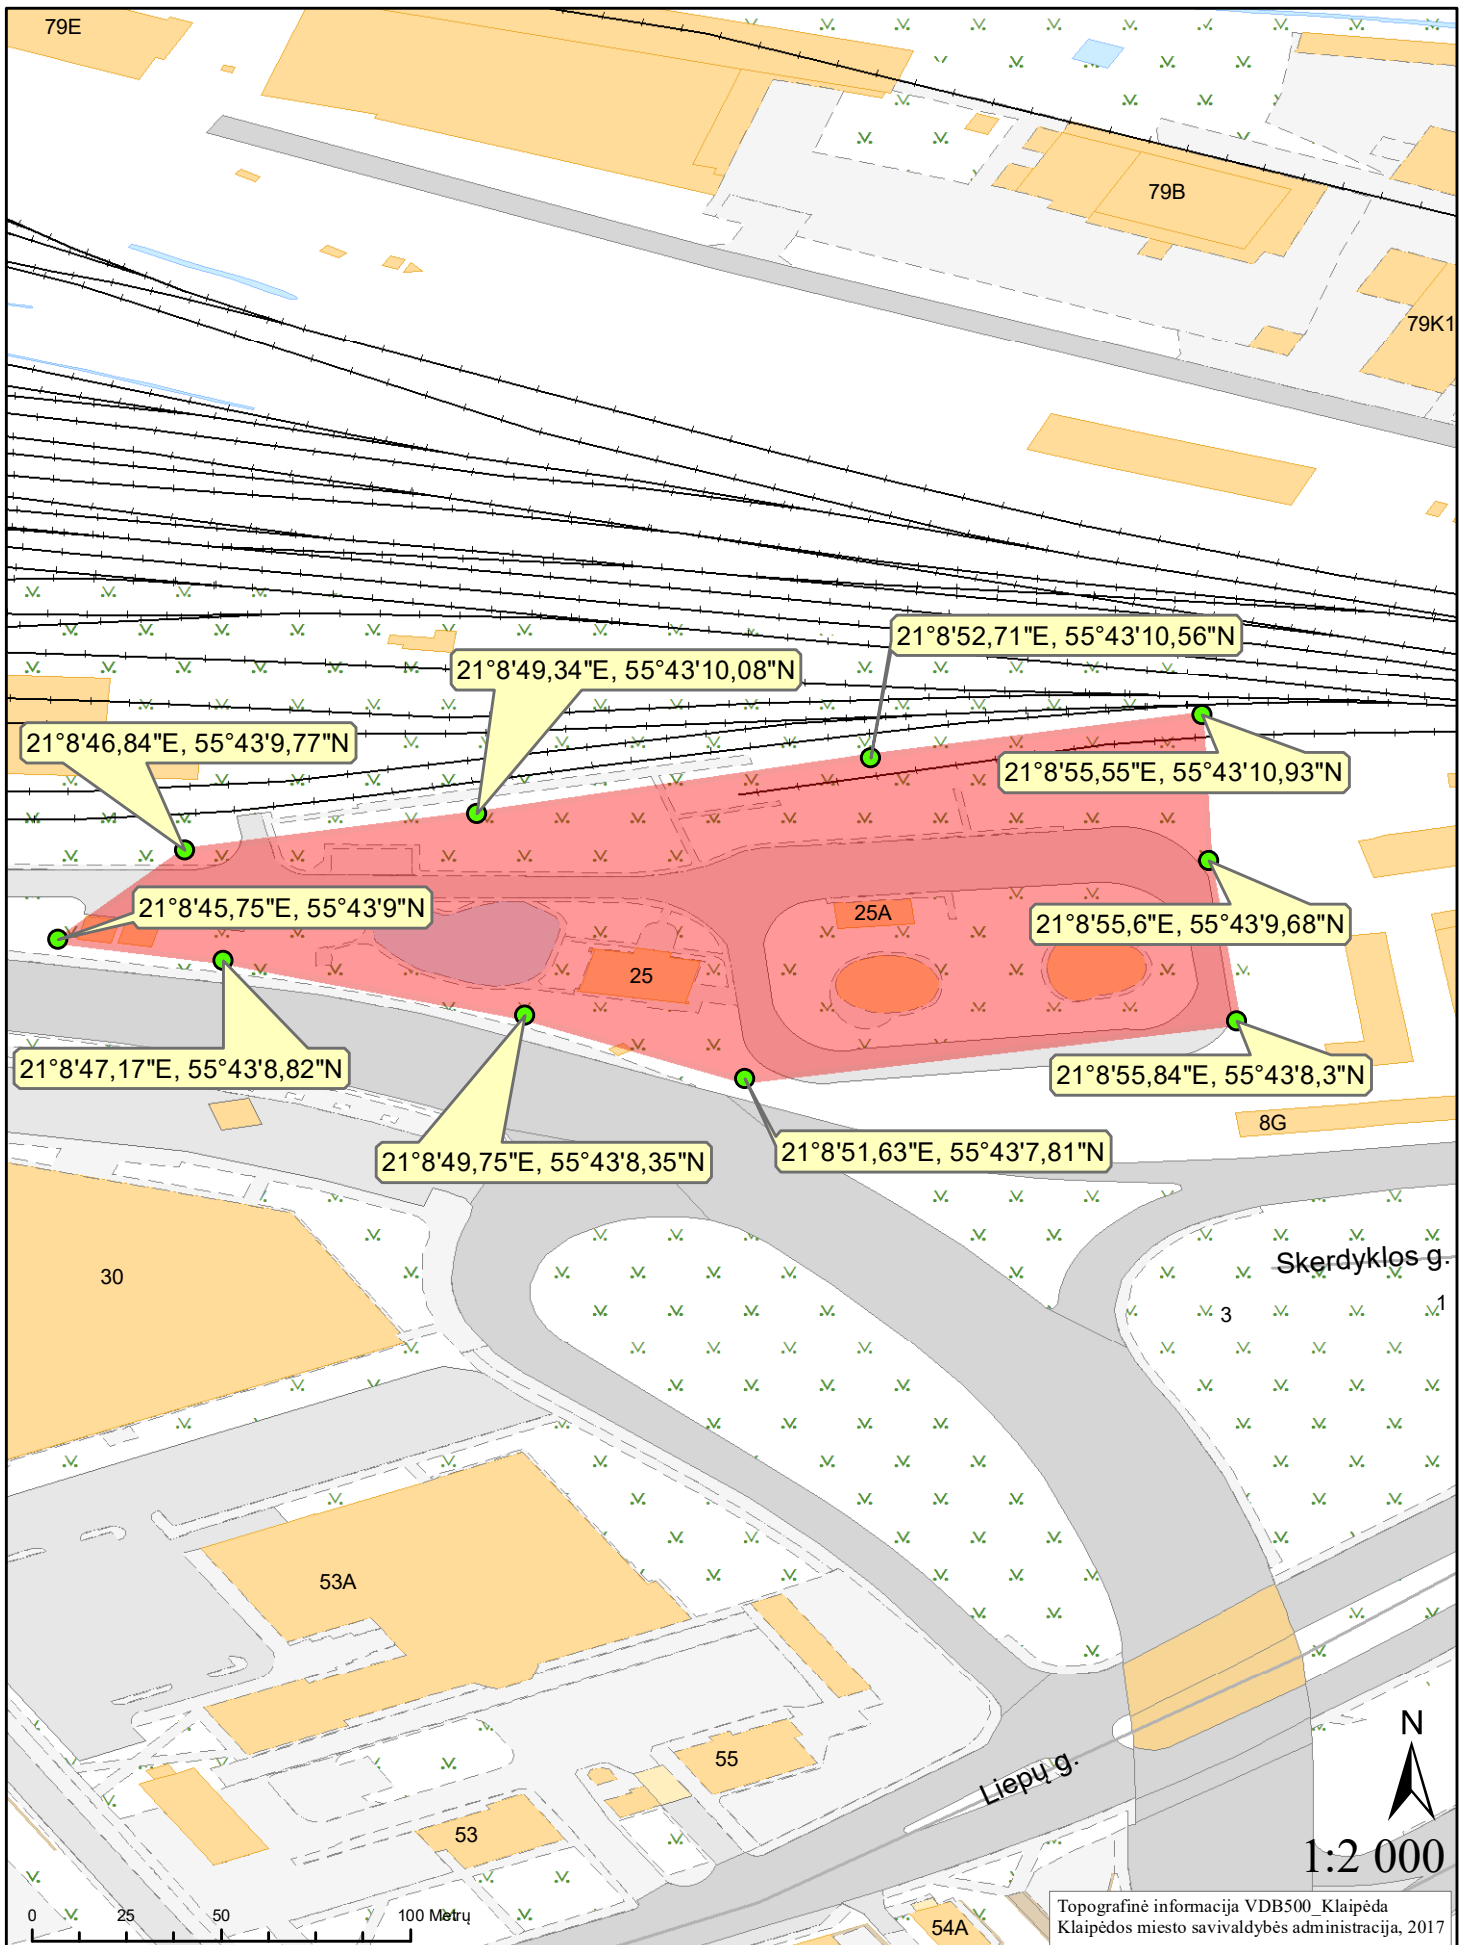 79E
79B
79K1
21°8'52,71"E, 55°43'10,56"N
21°8'49,34"E, 55°43'10,08"N
21°8'46,84"E, 55°43'9,77"N
21°8'55,55"E, 55°43'10,93"N
21°8'45,75"E, 55°43'9"N
25A
21°8'55,6"E, 55°43'9,68"N
25
21°8'47,17"E, 55°43'8,82"N
21°8'55,84"E, 55°43'8,3"N
8G
21°8'49,75"E, 55°43'8,35"N
21°8'51,63"E, 55°43'7,81"N
Skerdyklos g.
30
3
1
53A
N
55
Liepų g.
53
1:2 000
0 25 50 100 Metrų
54A
Topografinė informacija VDB500_Klaipėda
Klaipėdos miesto savivaldybės administracija, 2017